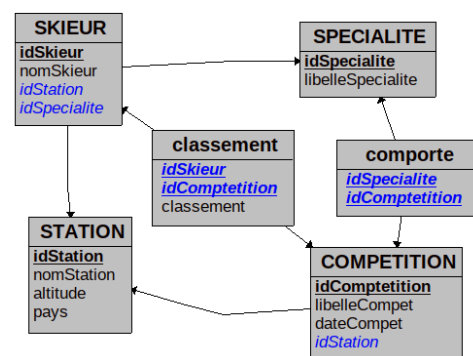 SKIEUR
idSkieur
nomSkieur
idStation
idSpecialite
SPECIALITE
idSpecialite
libelleSpecialite
classement
idSkieur
idComptetition
classement
comporte
idSpecialite
idComptetition
STATION
idStation
nomStation
altitude
pays
COMPETITION
idComptetition
libelleCompet
dateCompet
idStation